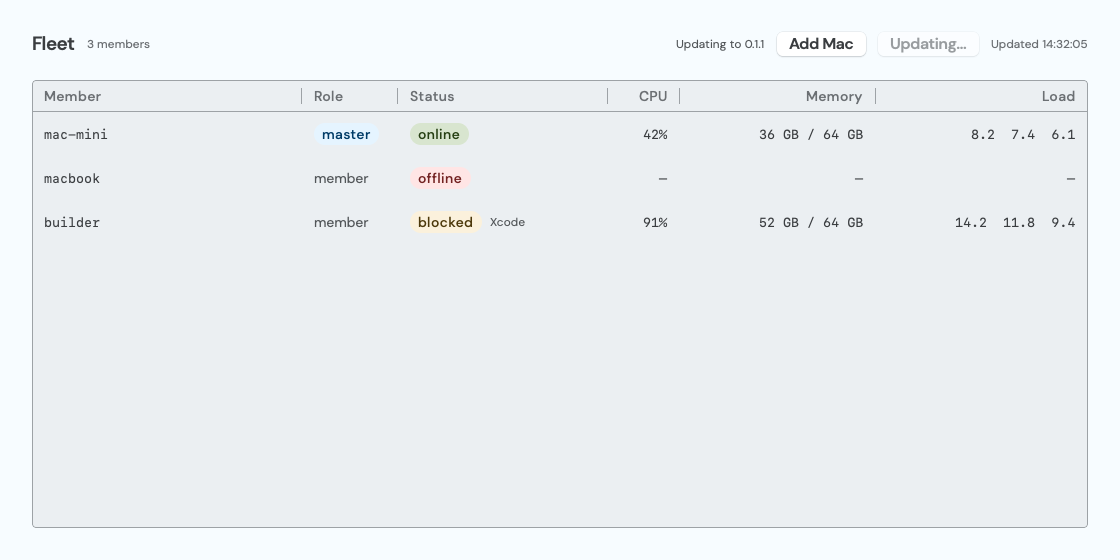 Fleet 3 members Updating to 0.1.1 Add Mac Updating... Updated 14:32:05
Member Role Status CPU Memory Load
mac-mini master online 42% 36 GB / 64 GB 8.2 7.4 6.1
macbook member offline — — —
builder member blocked Xcode 91% 52 GB / 64 GB 14.2 11.8 9.4